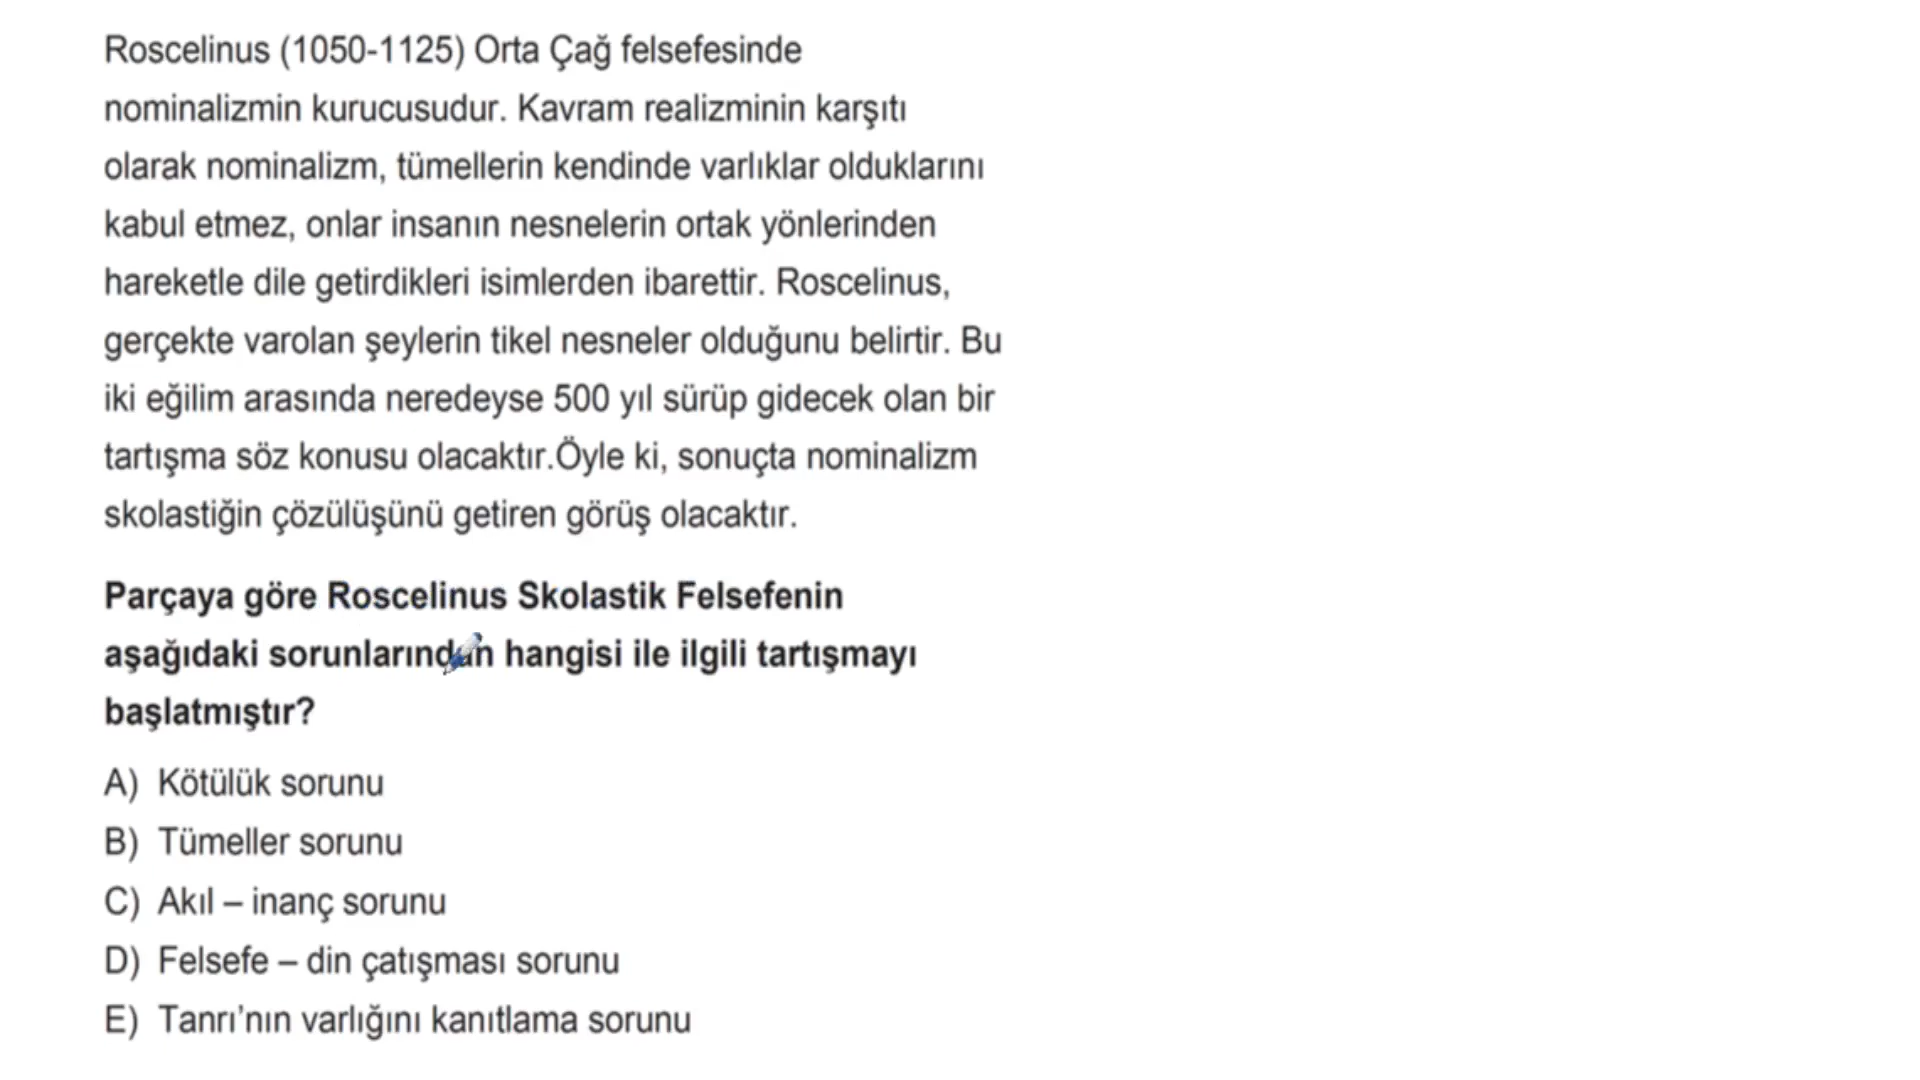 Roscelinus (1050-1125) Orta Çağ felsefesinde
nominalizmin kurucusudur. Kavram realizminin karşıtı
olarak nominalizm, tümellerin kendinde varlıklar olduklarını
kabul etmez, onlar insanın nesnelerin ortak yönlerinden
hareketle dile getirdikleri isimlerden ibarettir. Roscelinus,
gerçekte varolan şeylerin tikel nesneler olduğunu belirtir. Bu
iki eğilim arasında neredeyse 500 yıl sürüp gidecek olan bir
tartışma söz konusu olacaktır.Öyle ki, sonuçta nominalizm
skolastiğin çözülüşünü getiren görüş olacaktır.
Parçaya göre Roscelinus Skolastik Felsefenin
aşağıdaki sorunlarından hangisi ile ilgili tartışmayı
başlatmıştır?
A) Kötülük sorunu
B) Tümeller sorunu
C) Akıl – inanç sorunu
D) Felsefe – din çatışması sorunu
E) Tanrı’nın varlığını kanıtlama sorunu